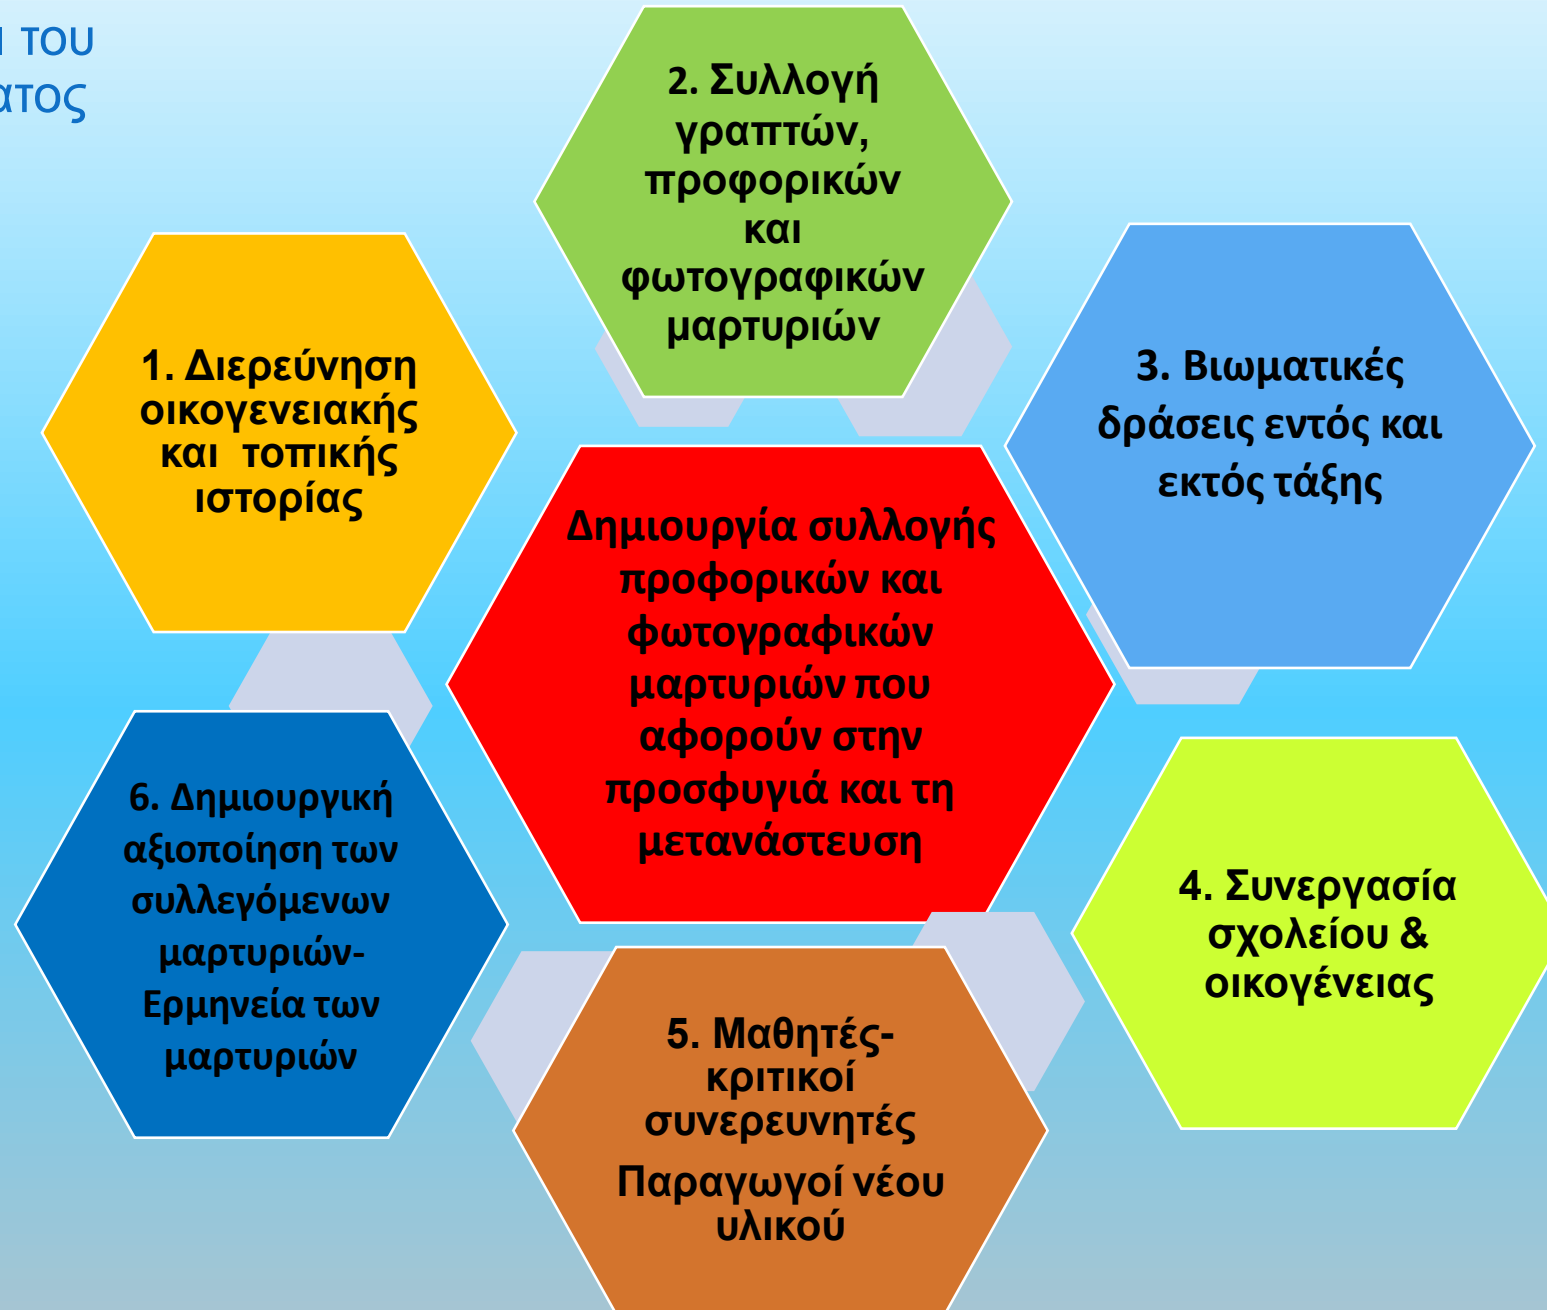 του
2. Συλλογή
γραπτών,
προφορικών
και
φωτογραφικών
μαρτυριών
1. Διερεύνηση
οικογενειακής
και τοπικής
ιστορίας
3. Βιωματικές
δράσεις εντός και
εκτός τάξης
Δημιουργία συλλογής
προφορικών και
φωτογραφικών
μαρτυριών που
αφορούν στην
προσφυγιά και τη
μετανάστευση
4. Συνεργασία
σχολείου &
οικογένειας
5. Μαθητές-
κριτικοί
συνερευνητές
Παραγωγοί νέου
υλικού
6. Δημιουργική
αξιοποίηση των
συλλεγόμενων
μαρτυριών-
Ερμηνεία των
μαρτυριών